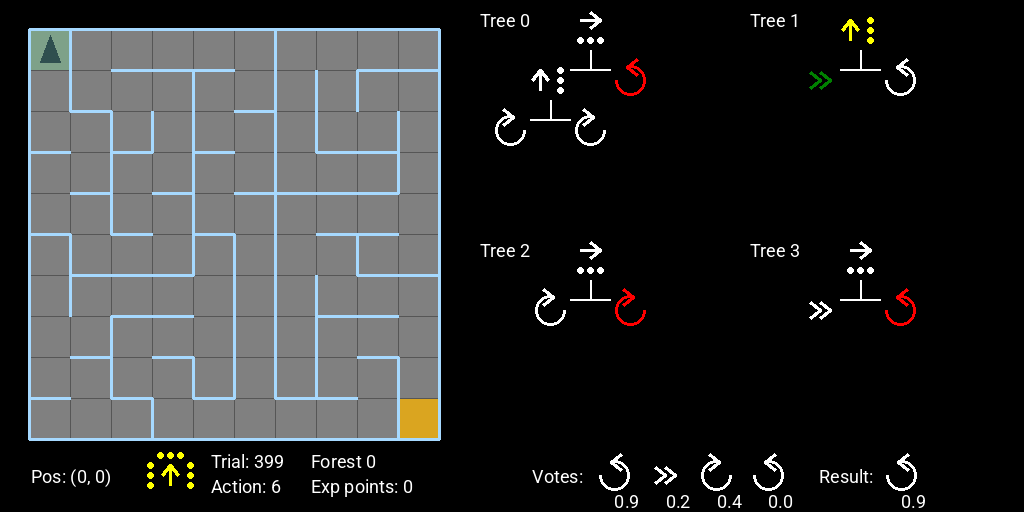 Tree 0
Tree 1
Tree 2
Tree 3
Pos: (0, 0)
Trial: 399
Forest 0
Action: 6
Exp points: 0
Votes:
0.9
0.2
0.4
0.0
Result:
0.9